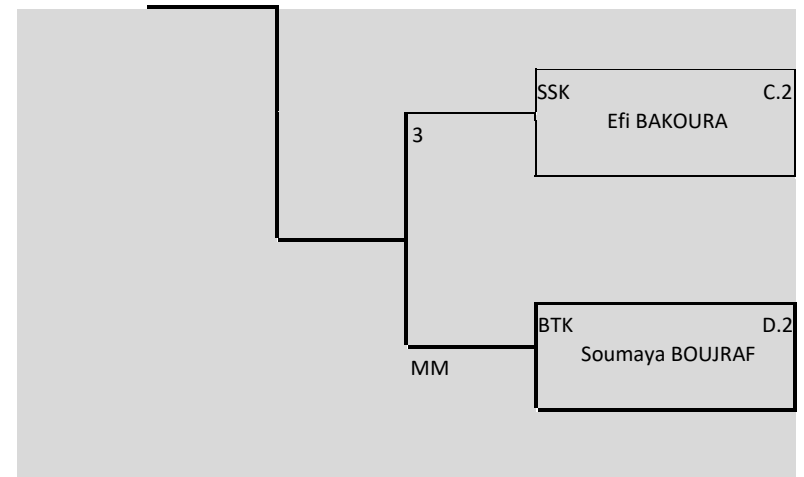 SSK C.2
Efi BAKOURA
3
BTK D.2
Soumaya BOUJRAF
MM